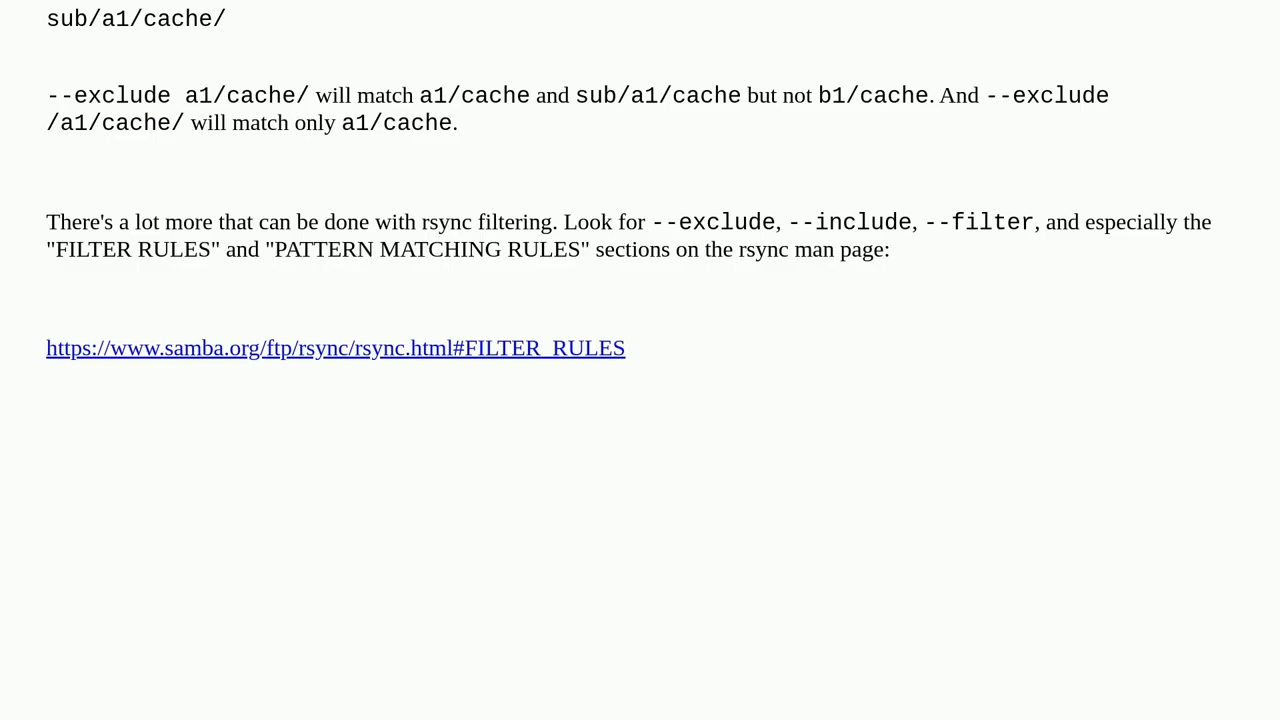 sub/a1/cache/
--exclude a1/cache/ will match a1/cache and sub/a1/cache but not b1/cache. And --exclude
/a1/cache/ will match only a1/cache.
There's a lot more that can be done with rsync filtering. Look for --exclude, --include, --filter, and especially the
"FILTER RULES" and "PATTERN MATCHING RULES" sections on the rsync man page:
https://www.samba.org/ftp/rsync/rsync.html#FILTER_RULES